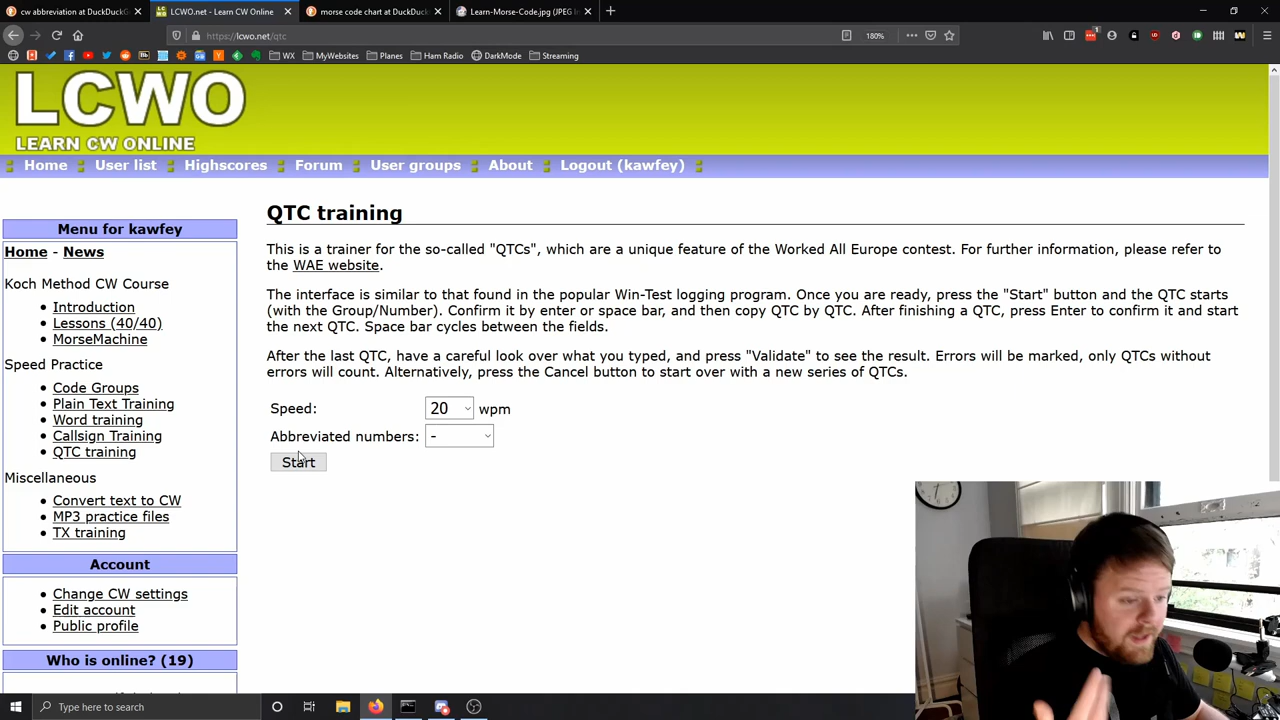 cw abbreviation at DuckDuckG
LCWO.net - Learn CW Online
morse code chart at DuckDuck
Learn-Morse-Code.jpg (JPEG In
https://lcwo.net/qtc
180%
WX
MyWebsites
Planes
Ham Radio
DarkMode
Streaming
LCWO
LEARN CW ONLINE
Home
User list
Highscores
Forum
User groups
About
Logout (kawfey)
Menu for kawfey
Home - News
Koch Method CW Course
Introduction
Lessons (40/40)
MorseMachine
Speed Practice
Code Groups
Plain Text Training
Word training
Callsign Training
QTC training
Miscellaneous
Convert text to CW
MP3 practice files
TX training
Account
Change CW settings
Edit account
Public profile
Who is online? (19)
QTC training
This is a trainer for the so-called "QTCs", which are a unique feature of the Worked All Europe contest. For further information, please refer to
the WAE website.
The interface is similar to that found in the popular Win-Test logging program. Once you are ready, press the "Start" button and the QTC starts
(with the Group/Number). Confirm it by enter or space bar, and then copy QTC by QTC. After finishing a QTC, press Enter to confirm it and start
the next QTC. Space bar cycles between the fields.
After the last QTC, have a careful look over what you typed, and press "Validate" to see the result. Errors will be marked, only QTCs without
errors will count. Alternatively, press the Cancel button to start over with a new series of QTCs.
Speed: 20 wpm
Abbreviated numbers: -
Start
Type here to search